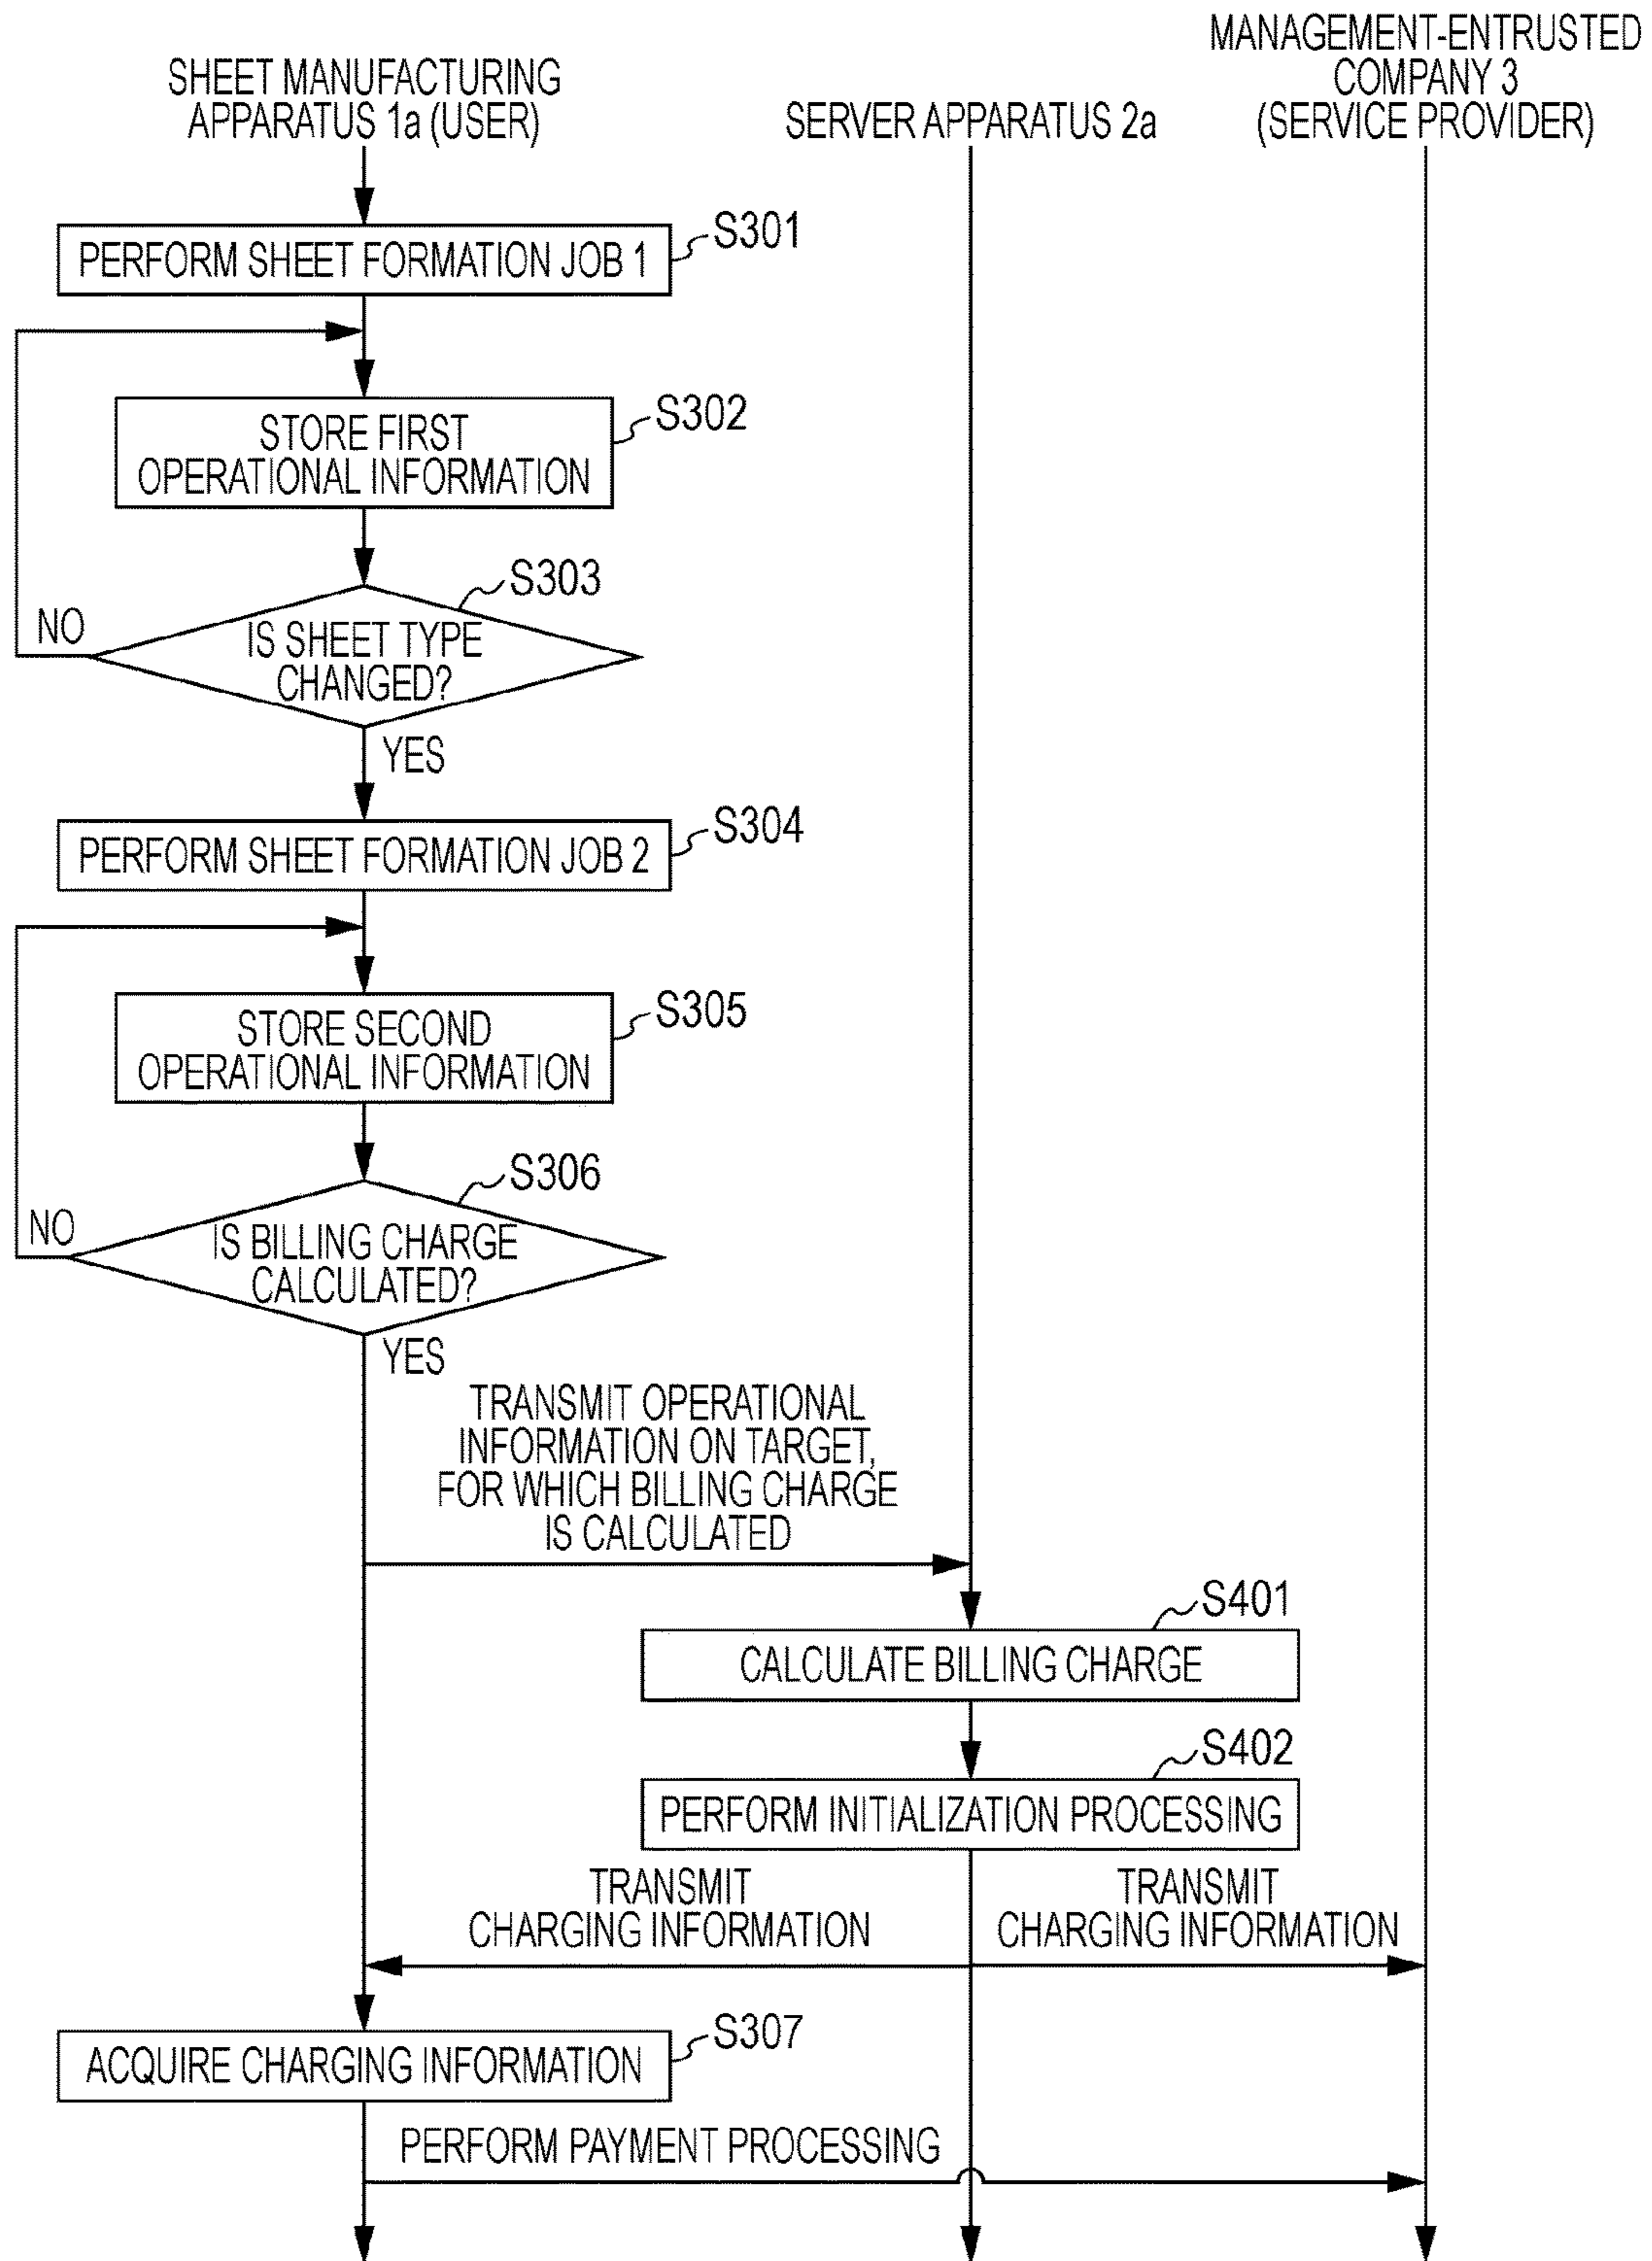 SHEET MANUFACTURING
APPARATUS 1a (USER)
SERVER APPARATUS 2a
MANAGEMENT-ENTRUSTED
COMPANY 3
(SERVICE PROVIDER)
PERFORM SHEET FORMATION JOB 1
S301
STORE FIRST
OPERATIONAL INFORMATION
S302
S303
IS SHEET TYPE
CHANGED?
NO
YES
PERFORM SHEET FORMATION JOB 2
S304
STORE SECOND
OPERATIONAL INFORMATION
S305
S306
IS BILLING CHARGE
CALCULATED?
NO
YES
TRANSMIT OPERATIONAL
INFORMATION ON TARGET,
FOR WHICH BILLING CHARGE
IS CALCULATED
S401
CALCULATE BILLING CHARGE
S402
PERFORM INITIALIZATION PROCESSING
TRANSMIT
CHARGING INFORMATION
TRANSMIT
CHARGING INFORMATION
S307
ACQUIRE CHARGING INFORMATION
PERFORM PAYMENT PROCESSING